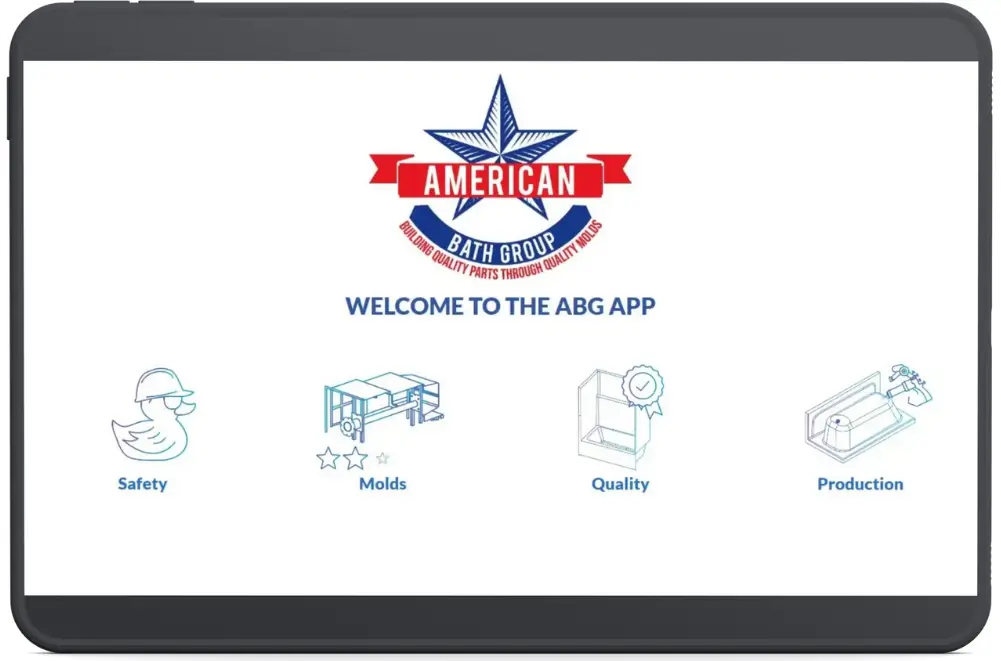 AMERICAN
BATH GROUP
BUILDING QUALITY PARTS THROUGH QUALITY MOLDS
WELCOME TO THE ABG APP
Safety
Molds
Quality
Production